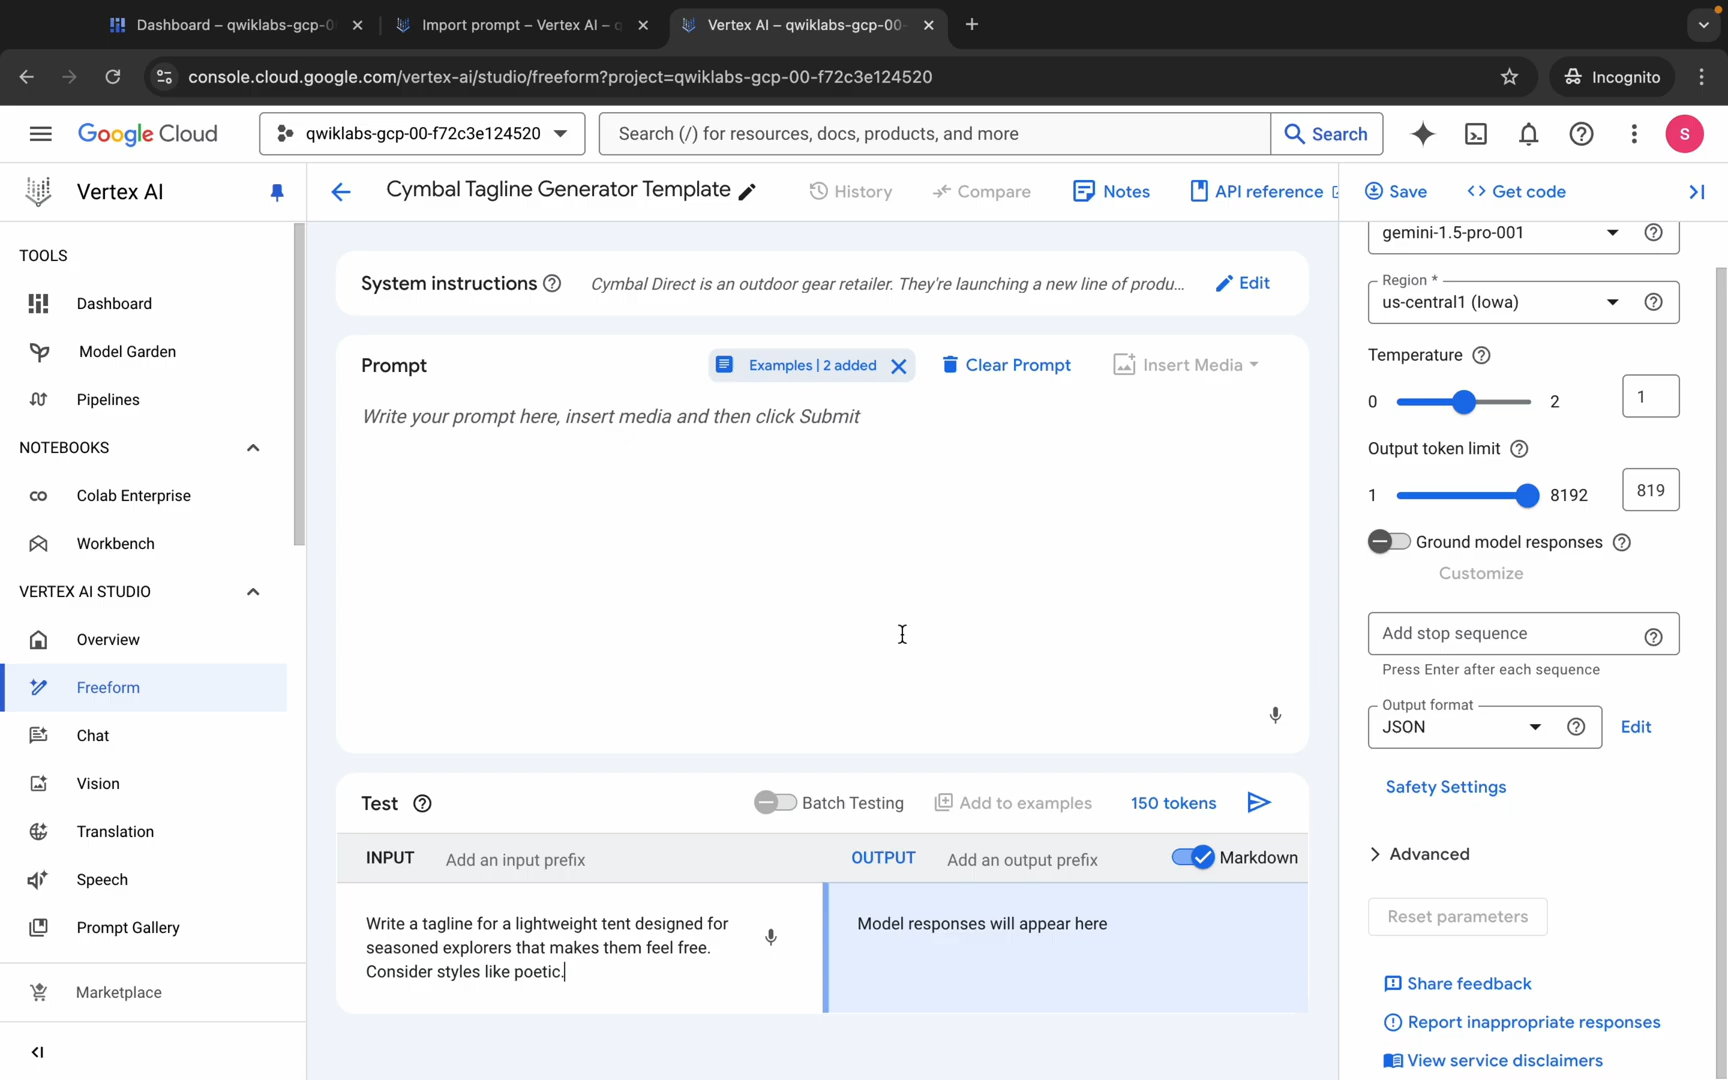 Dashboard – qwiklabs-gcp-0
Import prompt – Vertex AI – q
Vertex AI – qwiklabs-gcp-00-
console.cloud.google.com/vertex-ai/studio/freeform?project=qwiklabs-gcp-00-f72c3e124520
Incognito
Google Cloud
qwiklabs-gcp-00-f72c3e124520
Search (/) for resources, docs, products, and more
Search
S
Vertex AI
Cymbal Tagline Generator Template
History
Compare
Notes
API reference
Save
<> Get code
TOOLS
Dashboard
Model Garden
Pipelines
NOTEBOOKS
Colab Enterprise
Workbench
VERTEX AI STUDIO
Overview
Freeform
Chat
Vision
Translation
Speech
Prompt Gallery
Marketplace
System instructions
Cymbal Direct is an outdoor gear retailer. They're launching a new line of produ...
Edit
Prompt
Examples | 2 added
Clear Prompt
Insert Media
Write your prompt here, insert media and then click Submit
Test
Batch Testing
Add to examples
150 tokens
INPUT
Add an input prefix
OUTPUT
Add an output prefix
Markdown
Write a tagline for a lightweight tent designed for
seasoned explorers that makes them feel free.
Consider styles like poetic.
Model responses will appear here
gemini-1.5-pro-001
Region *
us-central1 (Iowa)
Temperature
0
2
1
Output token limit
1
8192
819
Ground model responses
Customize
Add stop sequence
Press Enter after each sequence
Output format
JSON
Edit
Safety Settings
Advanced
Reset parameters
Share feedback
Report inappropriate responses
View service disclaimers